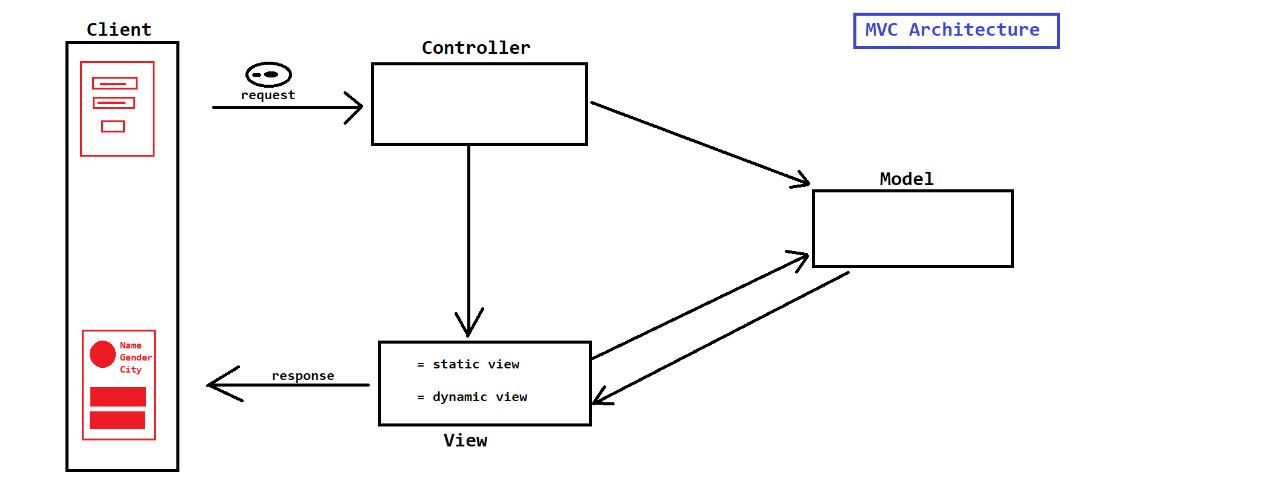 Client
Controller
MVC Architecture
request
Model
Name
Gender
City
= static view
= dynamic view
response
View